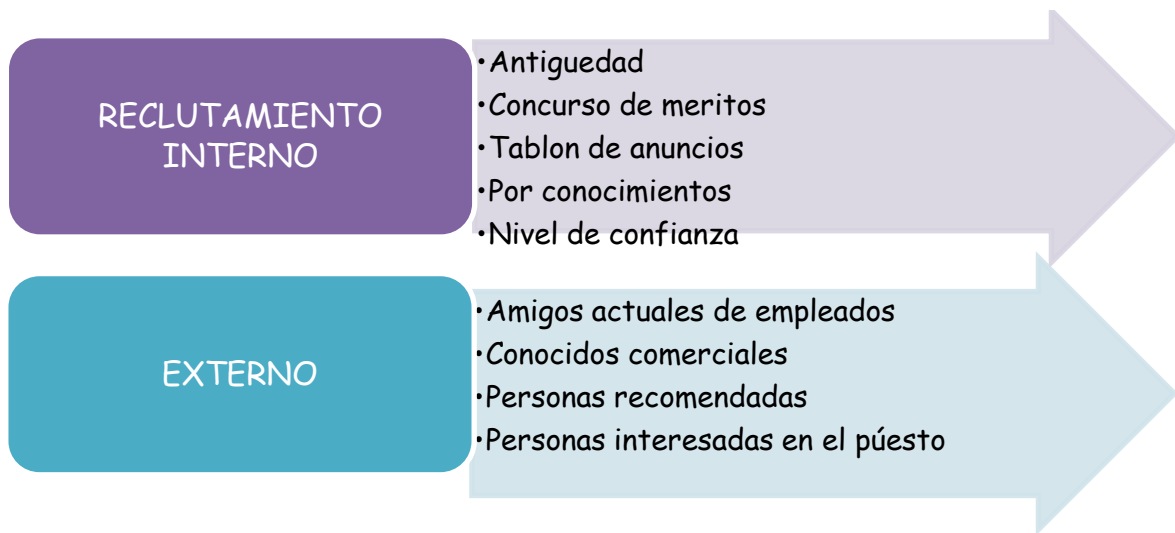 RECLUTAMIENTO
INTERNO
•Antiguedad
•Concurso de meritos
•Tablon de anuncios
•Por conocimientos
•Nivel de confianza
EXTERNO
•Amigos actuales de empleados
•Conocidos comerciales
•Personas recomendadas
•Personas interesadas en el púesto